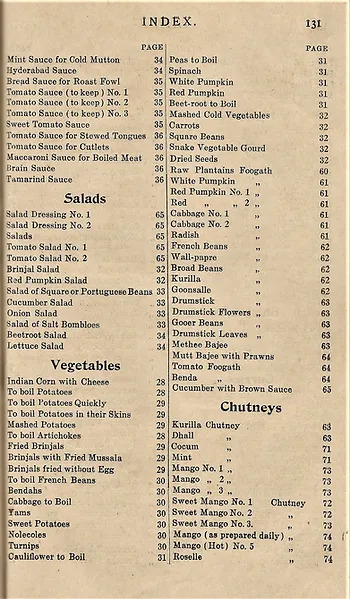 INDEX. 131
PAGE
Mint Sauce for Cold Mutton 34
Hyderabad Sauce 34
Bread Sauce for Roast Fowl 35
Tomato Sauce (to keep) No. 1 35
Tomato Sauce (to keep) No. 2 35
Tomato Sauce (to keep) No. 3 35
Sweet Tomato Sauce 35
Tomato Sauce for Stewed Tongues 36
Tomato Sauce for Cutlets 36
Maccaroni Sauce for Boiled Meat 36
Brain Sauce 36
Tamarind Sauce 36
Salads
Salad Dressing No. 1 65
Salad Dressing No. 2 65
Salads 65
Tomato Salad No. 1 65
Tomato Salad No. 2 65
Brinjal Salad 32
Red Pumpkin Salad 32
Salad of Square or Portuguese Beans 33
Cucumber Salad 33
Onion Salad 33
Salad of Salt Bombloes 33
Beetroot Salad 34
Lettuce Salad 34
Vegetables
Indian Corn with Cheese 28
To boil Potatoes 28
To boil Potatoes Quickly 29
To boil Potatoes in their Skins 29
Mashed Potatoes 29
To boil Artichokes 28
Fried Brinjals 29
Brinjals with Fried Mussala 29
Brinjals fried without Egg 29
To boil French Beans 30
Bendahs 30
Cabbage to Boil 30
Yams 30
Sweet Potatoes 30
Nolecoles 30
Turnips 30
Cauliflower to Boil 31
PAGE
Peas to Boil 31
Spinach 31
White Pumpkin 31
Red Pumpkin 31
Beet-root to Boil 31
Mashed Cold Vegetables 32
Carrots 32
Square Beans 32
Snake Vegetable Gourd 32
Dried Seeds 32
Raw Plantains Foogath 60
White Pumpkin „ 61
Red Pumpkin No. 1 „ 61
Red „ „ 2 „ 61
Cabbage No. 1 „ 61
Cabbage No. 2 „ 61
Radish „ 61
French Beans „ 62
Wall-papre „ 62
Broad Beans „ 62
Kurilla „ 62
Goonsalle „ 62
Drumstick „ 63
Drumstick Flowers „ 63
Gooer Beans „ 63
Drumstick Leaves „ 63
Methee Bajee 63
Mutt Bajee with Prawns 64
Tomato Foogath 64
Benda „ 64
Cucumber with Brown Sauce 65
Chutneys
Kurilla Chutney 63
Dhall „ 63
Cocum „ 71
Mint „ 71
Mango No. 1 „ 73
Mango „ 2 „ 73
Mango „ 3 „ 73
Sweet Mango No. 1 Chutney 72
Sweet Mango No. 2 „ 72
Sweet Mango No. 3. „ 73
Mango (as prepared daily) „ 74
Mango (Hot) No. 5 „ 74
Roselle „ 74